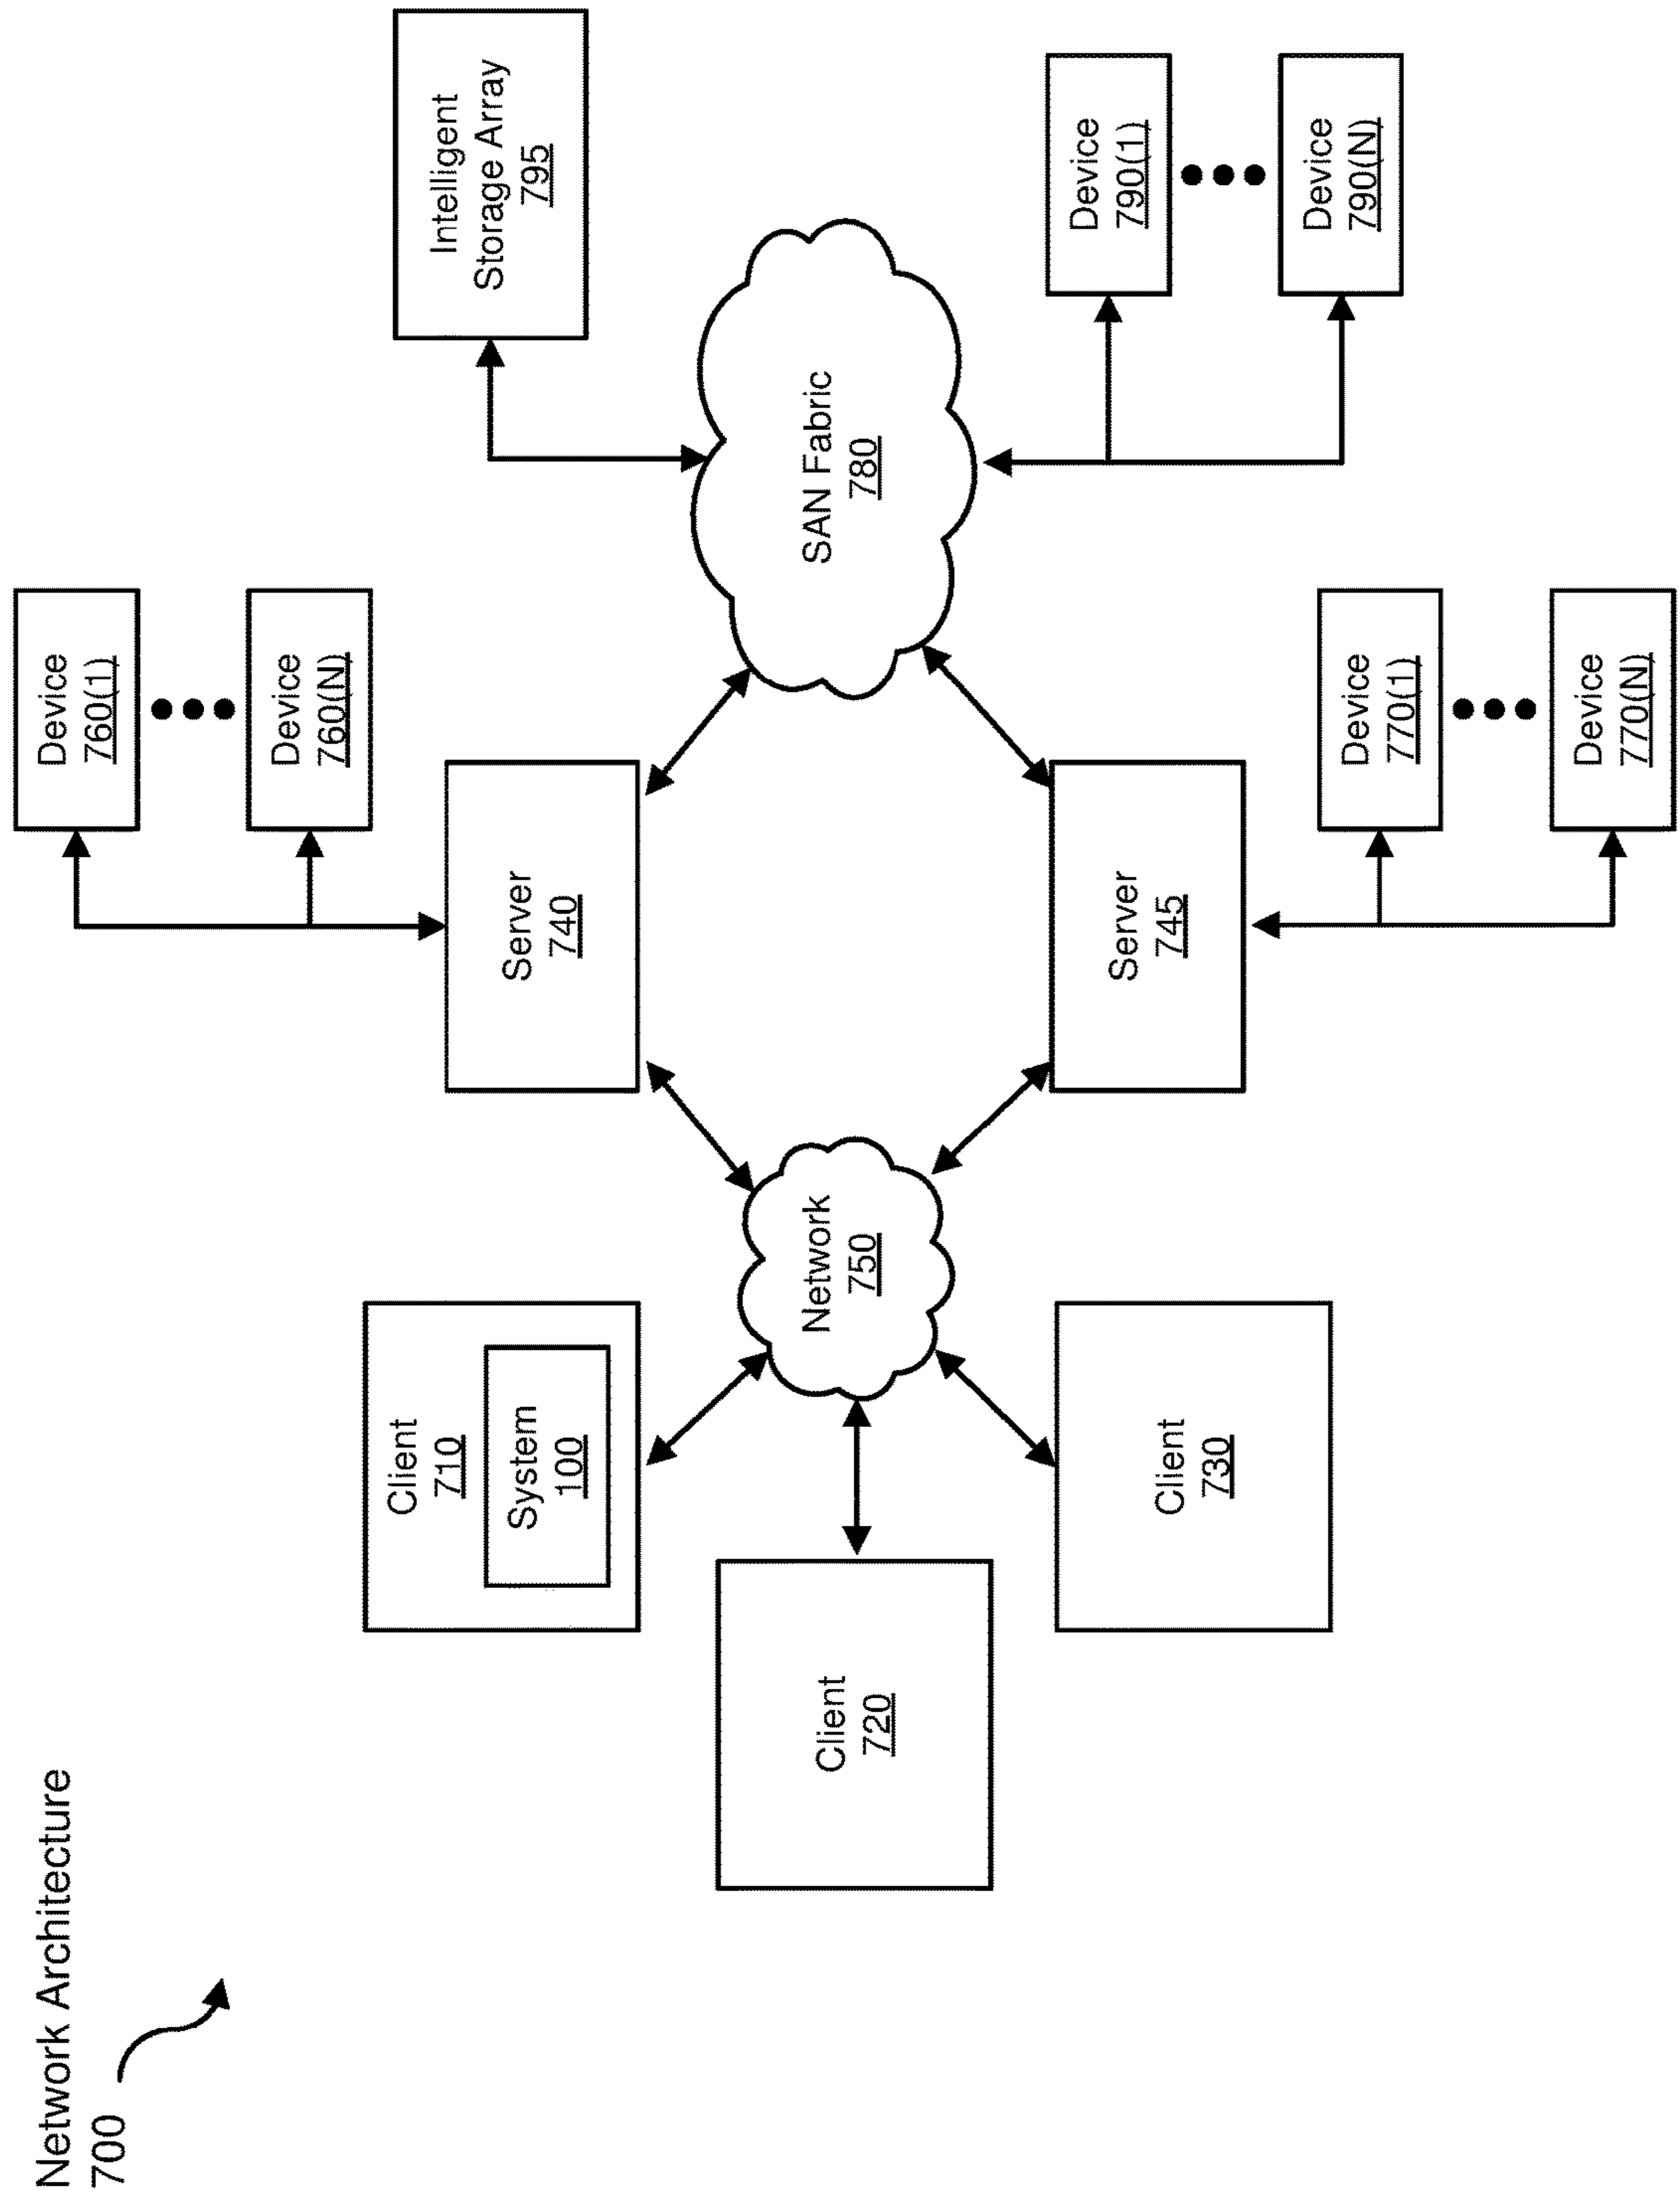 Network Architecture
700
Client
710
System
100
Client
720
Client
730
Network
750
Server
740
Server
745
Device
760(1)
Device
760(N)
Device
770(1)
Device
770(N)
SAN Fabric
780
Intelligent
Storage Array
795
Device
790(1)
Device
790(N)